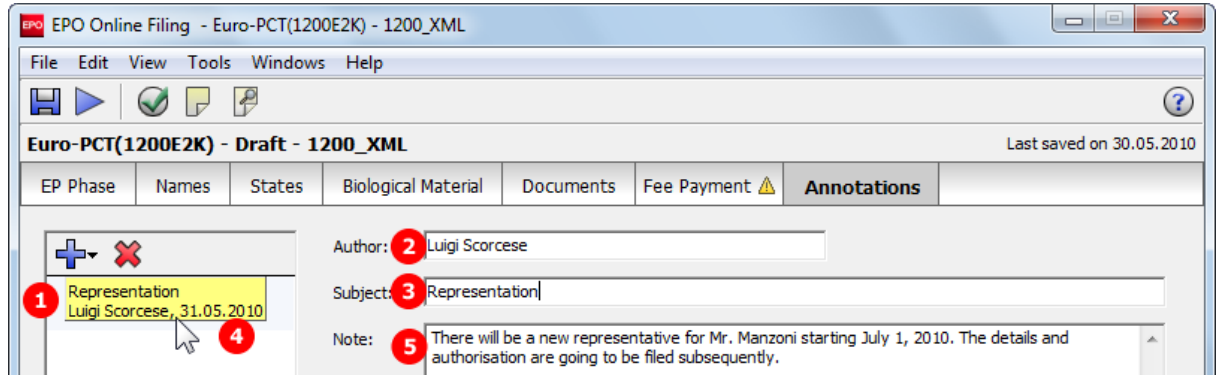 EPO EPO Online Filing - Euro-PCT(1200E2K) - 1200_XML
File Edit View Tools Windows Help
Euro-PCT(1200E2K) - Draft - 1200_XML Last saved on 30.05.2010
EP Phase Names States Biological Material Documents Fee Payment Annotations
Author: 2 Luigi Scorcese
1 Representation
Luigi Scorcese, 31.05.2010
4
Subject: 3 Representation
Note: 5 There will be a new representative for Mr. Manzoni starting July 1, 2010. The details and
authorisation are going to be filed subsequently.